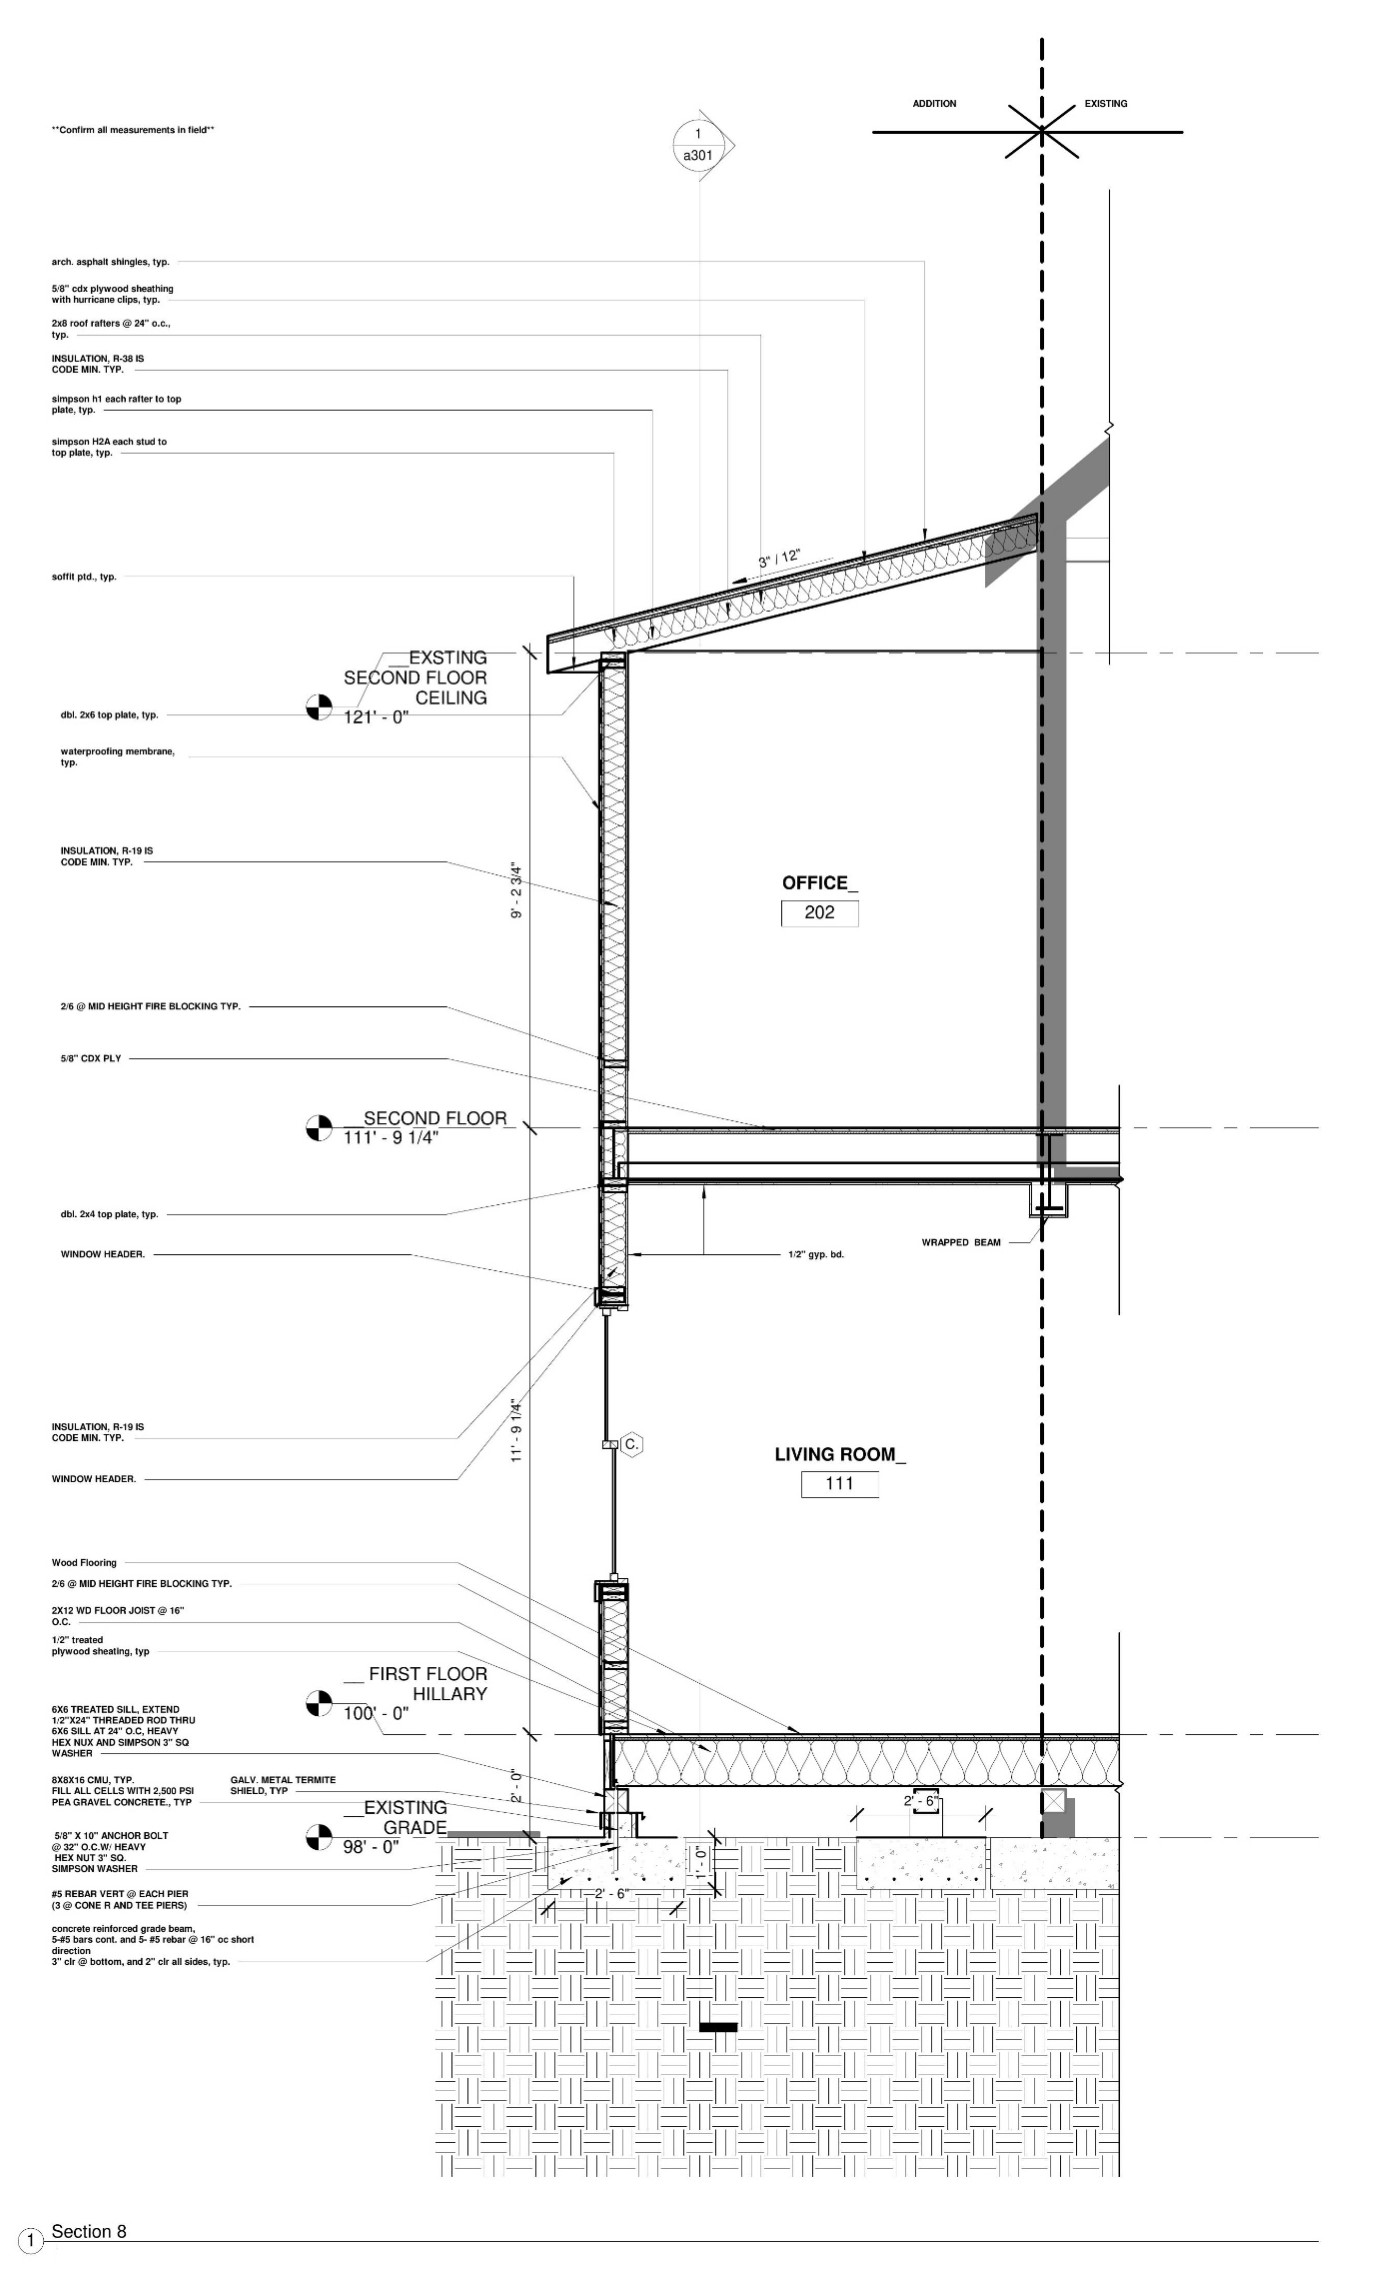 ADDITION
EXISTING
**Confirm all measurements in field**
1
a301
arch. asphalt shingles, typ.
5/8" cdx plywood sheathing
with hurricane clips, typ.
2x8 roof rafters @ 24" o.c.,
typ.
INSULATION, R-38 IS
CODE MIN. TYP.
simpson h1 each rafter to top
plate, typ.
simpson H2A each stud to
top plate, typ.
3" / 12"
soffit ptd., typ.
__EXSTING
SECOND FLOOR
CEILING
121' - 0"
dbl. 2x6 top plate, typ.
waterproofing membrane,
typ.
INSULATION, R-19 IS
CODE MIN. TYP.
9' - 2 3/4"
OFFICE_
202
2/6 @ MID HEIGHT FIRE BLOCKING TYP.
5/8" CDX PLY
__SECOND FLOOR
111' - 9 1/4"
dbl. 2x4 top plate, typ.
WINDOW HEADER.
WRAPPED BEAM
1/2" gyp. bd.
11' - 9 1/4"
INSULATION, R-19 IS
CODE MIN. TYP.
C.
LIVING ROOM_
111
WINDOW HEADER.
Wood Flooring
2/6 @ MID HEIGHT FIRE BLOCKING TYP.
2X12 WD FLOOR JOIST @ 16"
O.C.
1/2" treated
plywood sheating, typ
__ FIRST FLOOR
HILLARY
100' - 0"
6X6 TREATED SILL, EXTEND
1/2"X24" THREADED ROD THRU
6X6 SILL AT 24" O.C, HEAVY
HEX NUX AND SIMPSON 3" SQ
WASHER
8X8X16 CMU, TYP.
FILL ALL CELLS WITH 2,500 PSI
PEA GRAVEL CONCRETE., TYP
GALV. METAL TERMITE
SHIELD, TYP
2' - 0"
2' - 6"
__EXISTING
GRADE
98' - 0"
5/8" X 10" ANCHOR BOLT
@ 32" O.C.W/ HEAVY
HEX NUT 3" SQ.
SIMPSON WASHER
1' - 0"
2' - 6"
#5 REBAR VERT @ EACH PIER
(3 @ CONE R AND TEE PIERS)
concrete reinforced grade beam,
5-#5 bars cont. and 5- #5 rebar @ 16" oc short
direction
3" clr @ bottom, and 2" clr all sides, typ.
1
Section 8